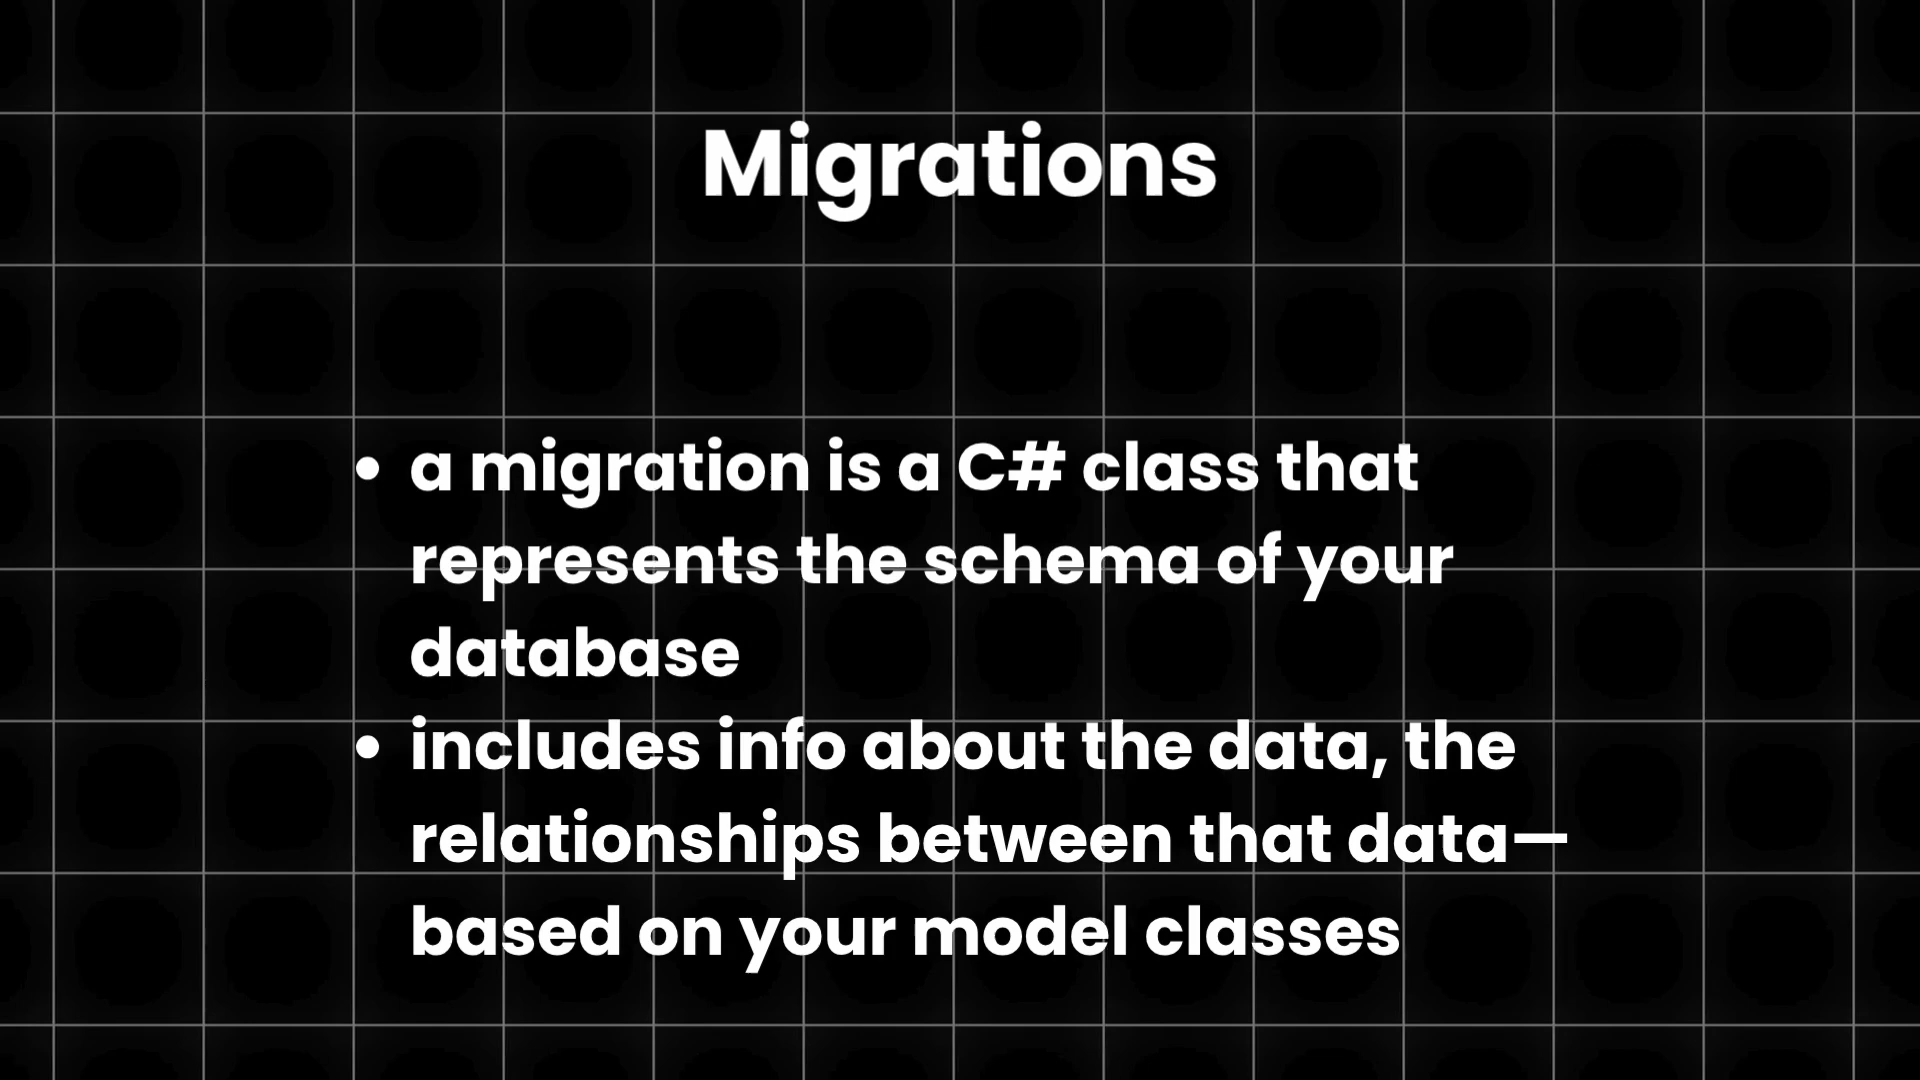 Migrations
• a migration is a C# class that
represents the schema of your
database
• includes info about the data, the
relationships between that data—
based on your model classes